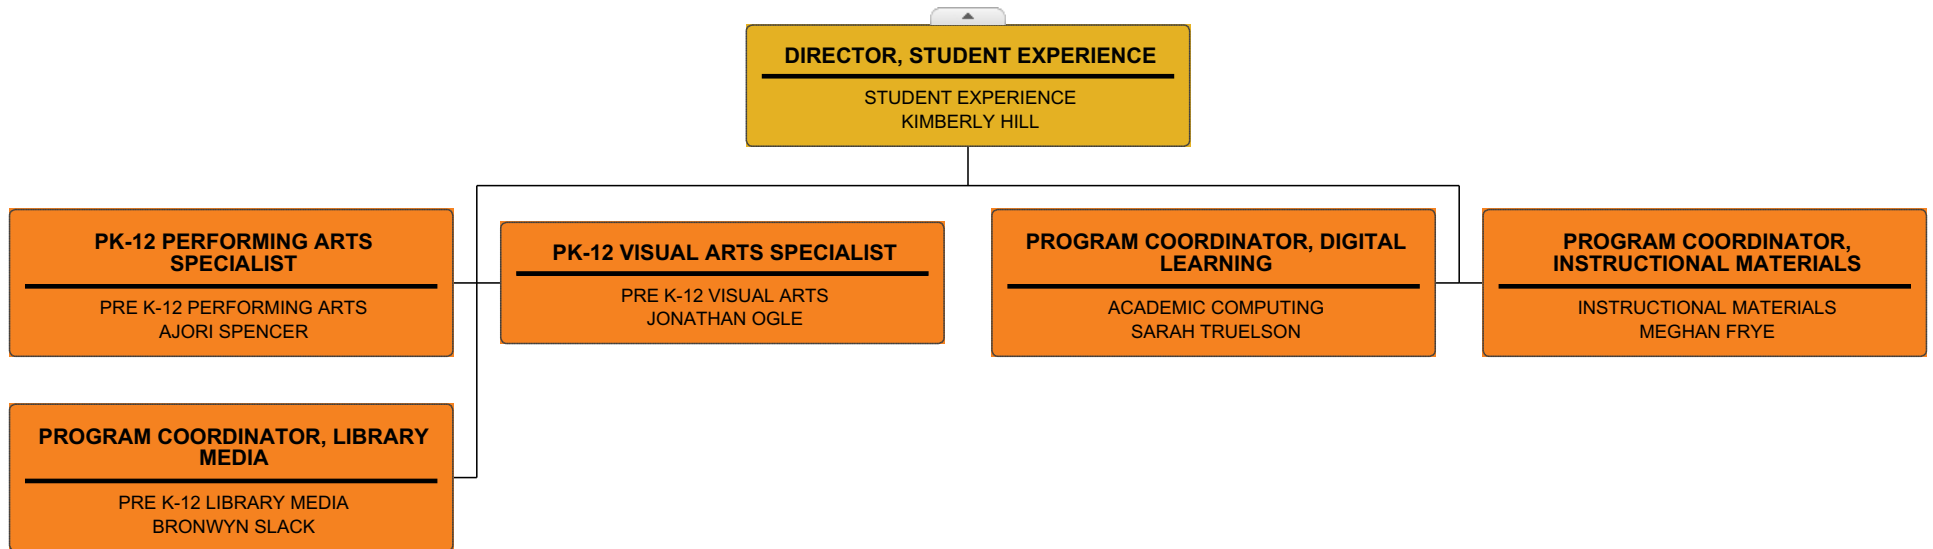 DIRECTOR, STUDENT EXPERIENCE
STUDENT EXPERIENCE
KIMBERLY HILL
PK-12 PERFORMING ARTS
SPECIALIST
PRE K-12 PERFORMING ARTS
AJORI SPENCER
PK-12 VISUAL ARTS SPECIALIST
PRE K-12 VISUAL ARTS
JONATHAN OGLE
PROGRAM COORDINATOR, DIGITAL
LEARNING
ACADEMIC COMPUTING
SARAH TRUELSON
PROGRAM COORDINATOR,
INSTRUCTIONAL MATERIALS
INSTRUCTIONAL MATERIALS
MEGHAN FRYE
PROGRAM COORDINATOR, LIBRARY
MEDIA
PRE K-12 LIBRARY MEDIA
BRONWYN SLACK